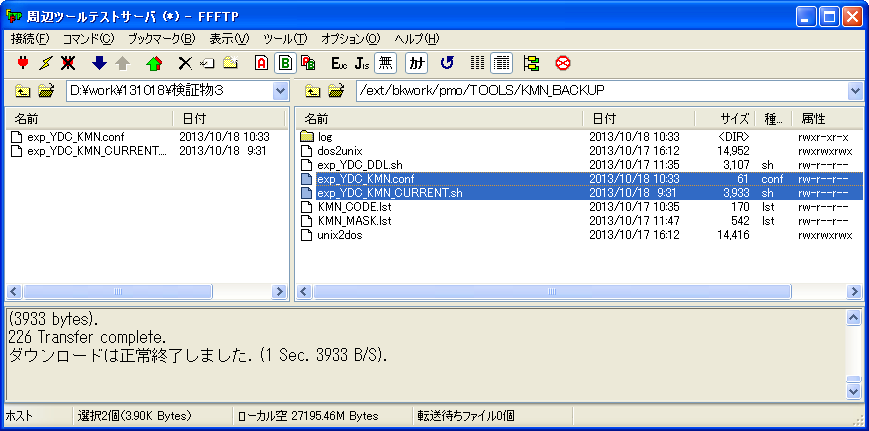 周辺ツールテストサーバ (*) - FFFTP
接続(F) コマンド(C) ブックマーク(B) 表示(V) ツール(T) オプション(O) ヘルプ(H)
A B EUC JIS 無 ｶﾅ
D:¥work¥131018¥検証物3 /ext/bkwork/pmo/TOOLS/KMN_BACKUP
名前 日付
exp_YDC_KMN.conf 2013/10/18 10:33
exp_YDC_KMN_CURRENT.... 2013/10/18 9:31
名前 日付 サイズ 種... 属性
log 2013/10/18 10:33 <DIR> rwxr-xr-x
dos2unix 2013/10/17 16:12 14,952 rwxrwxrwx
exp_YDC_DDL.sh 2013/10/17 11:35 3,107 sh rw-r--r--
exp_YDC_KMN.conf 2013/10/18 10:33 61 conf rw-r--r--
exp_YDC_KMN_CURRENT.sh 2013/10/18 9:31 3,933 sh rw-r--r--
KMN_CODE.lst 2013/10/17 10:35 170 lst rw-r--r--
KMN_MASK.lst 2013/10/17 11:47 542 lst rw-r--r--
unix2dos 2013/10/17 16:12 14,416 rwxrwxrwx
(3933 bytes).
226 Transfer complete.
ダウンロードは正常終了しました. (1 Sec. 3933 B/S).
ホスト 選択2個(3.90K Bytes) ローカル空 27195.46M Bytes 転送待ちファイル0個